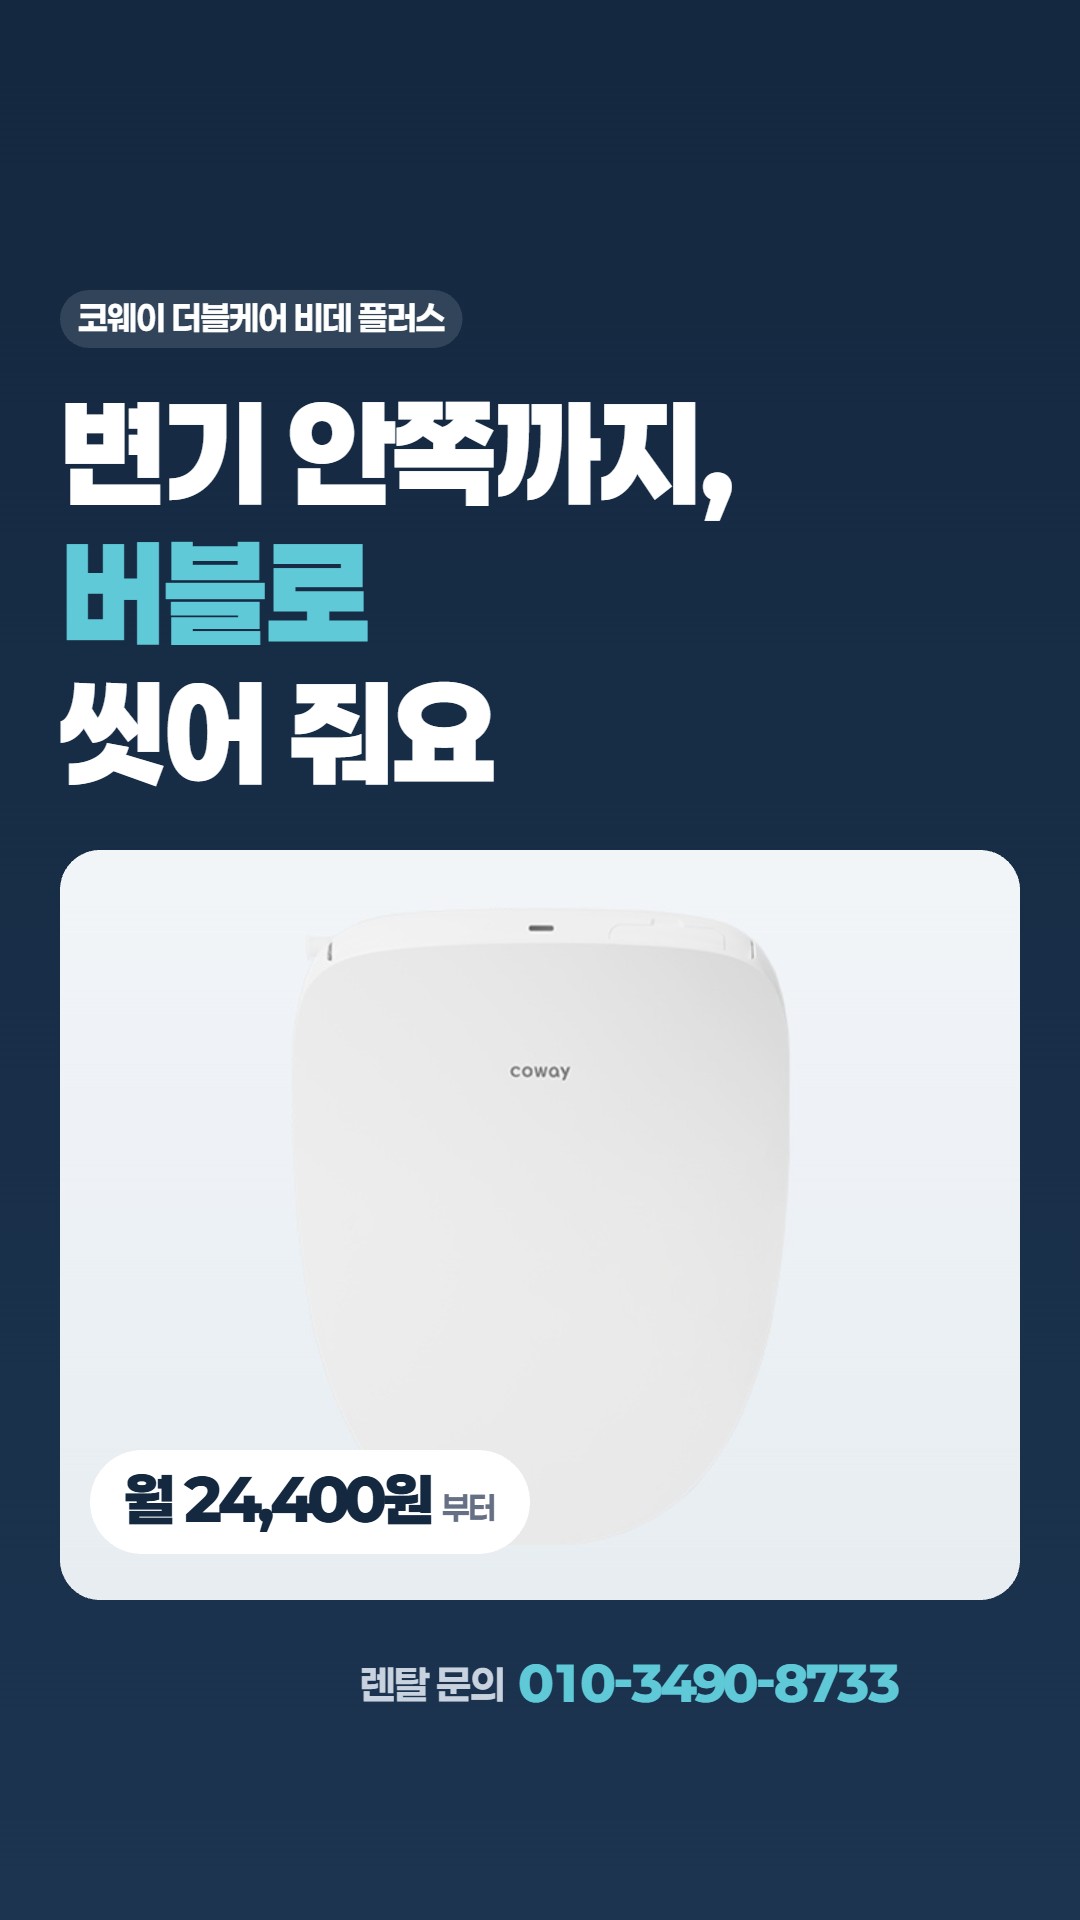 코웨이 더블케어 비데 플러스
변기 안쪽까지,
버블로
씻어 줘요
coway
월 24,400원 부터
렌탈 문의 010-3490-8733